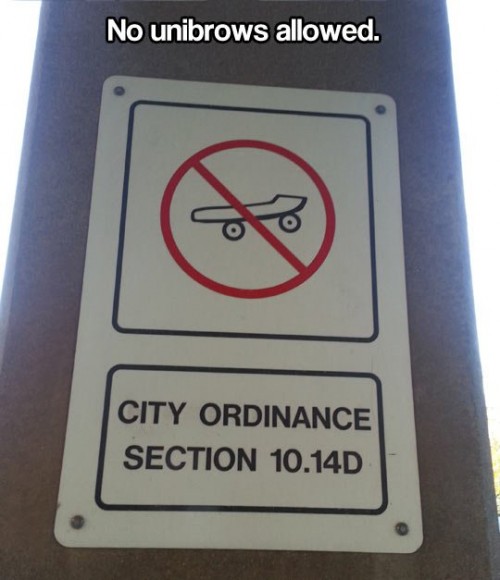 No unibrows allowed.
CITY ORDINANCE
SECTION 10.14D